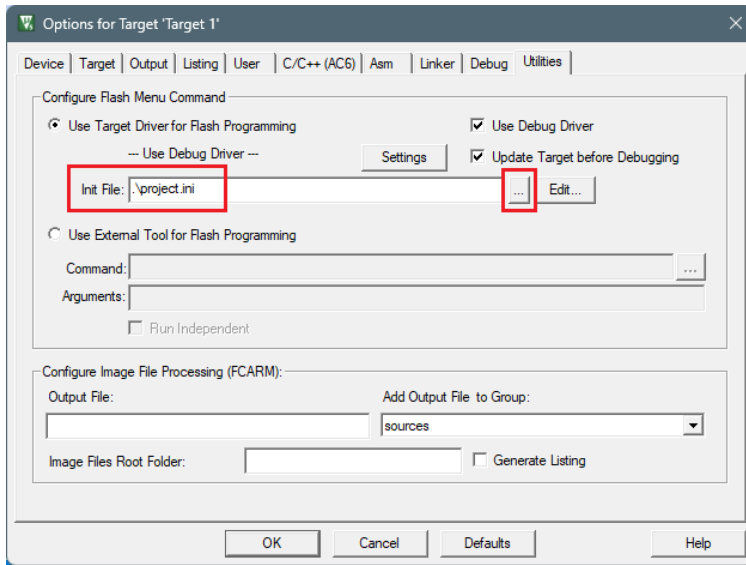 Options for Target 'Target 1'
Device Target Output Listing User C/C++ (AC6) Asm Linker Debug Utilities
Configure Flash Menu Command
Use Target Driver for Flash Programming Use Debug Driver
--- Use Debug Driver --- Settings Update Target before Debugging
Init File: .\project.ini ... Edit...
Use External Tool for Flash Programming
Command: ...
Arguments:
Run Independent
Configure Image File Processing (FCARM):
Output File: Add Output File to Group:
sources
Image Files Root Folder: Generate Listing
OK Cancel Defaults Help